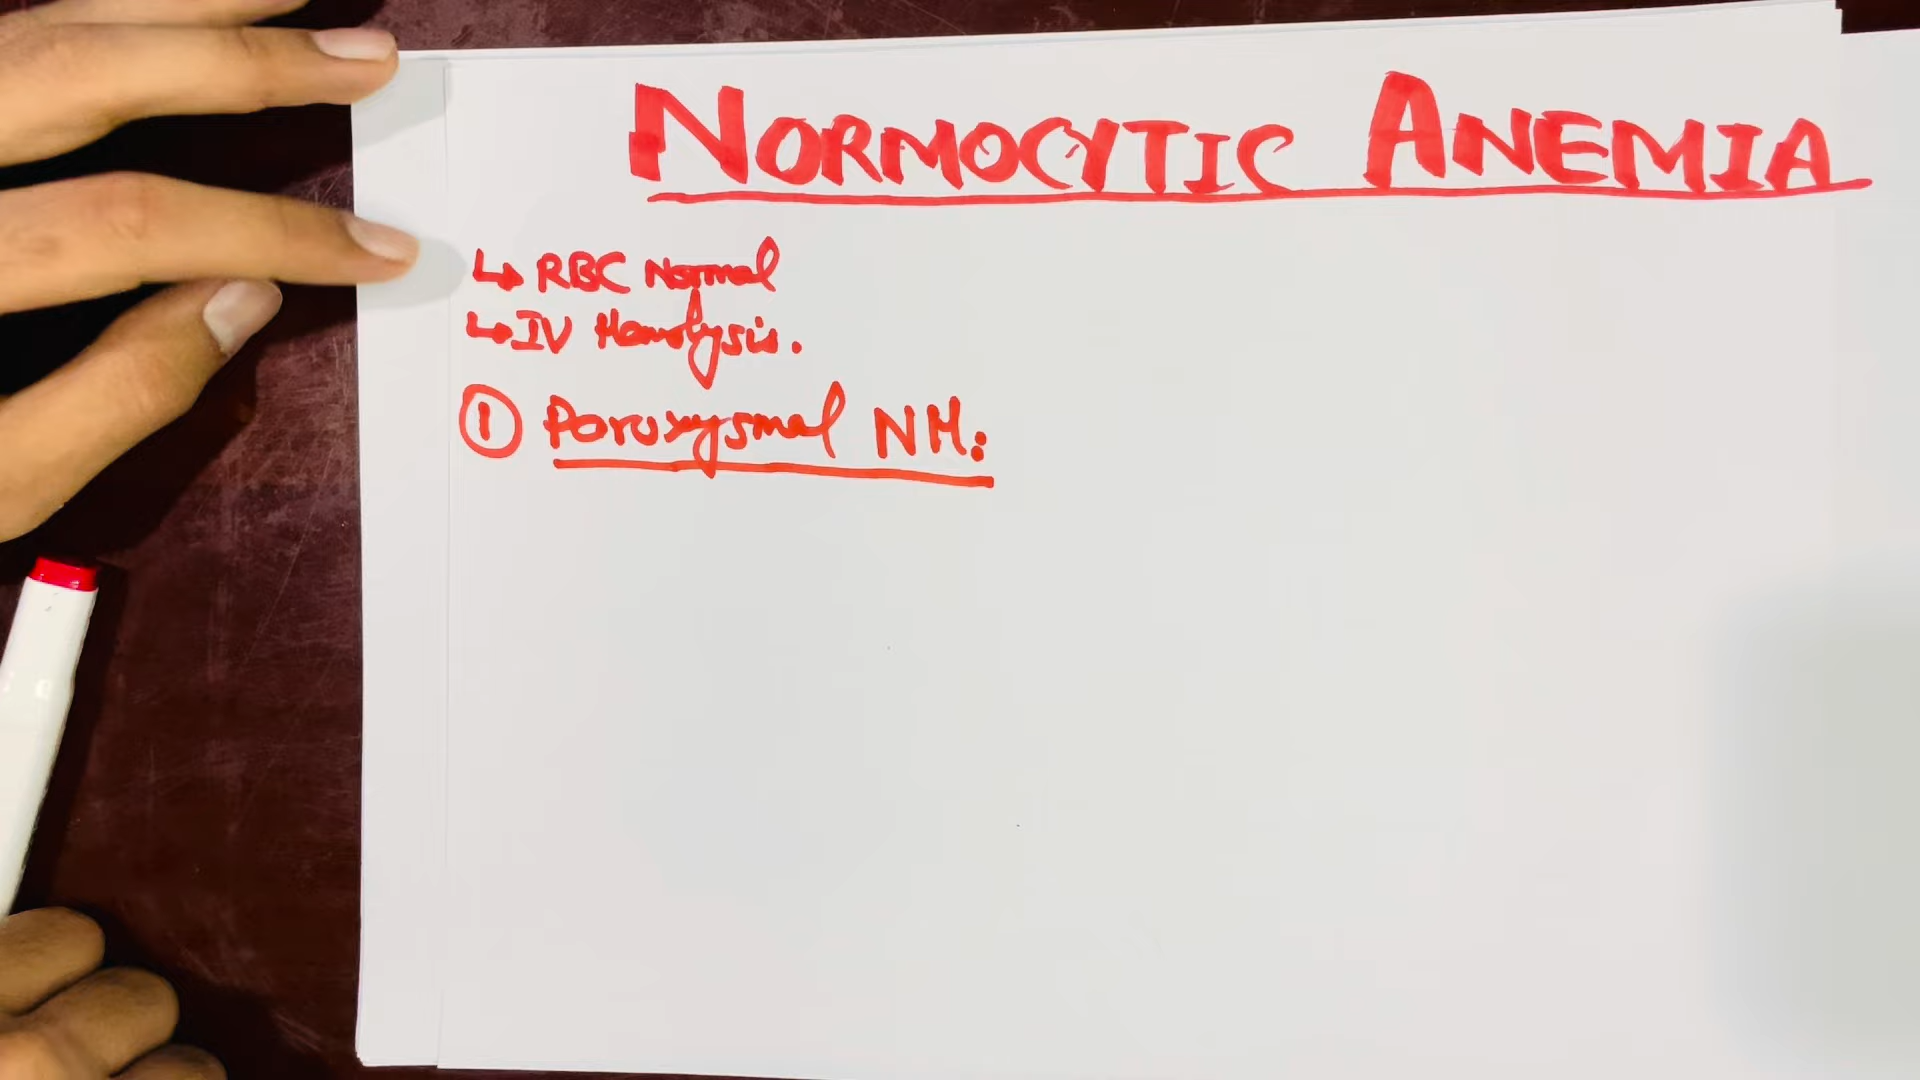 NORMOCYTIC ANEMIA
↳ RBC Normal
↳ IV Hemolysis.
① Paroxysmal NH: